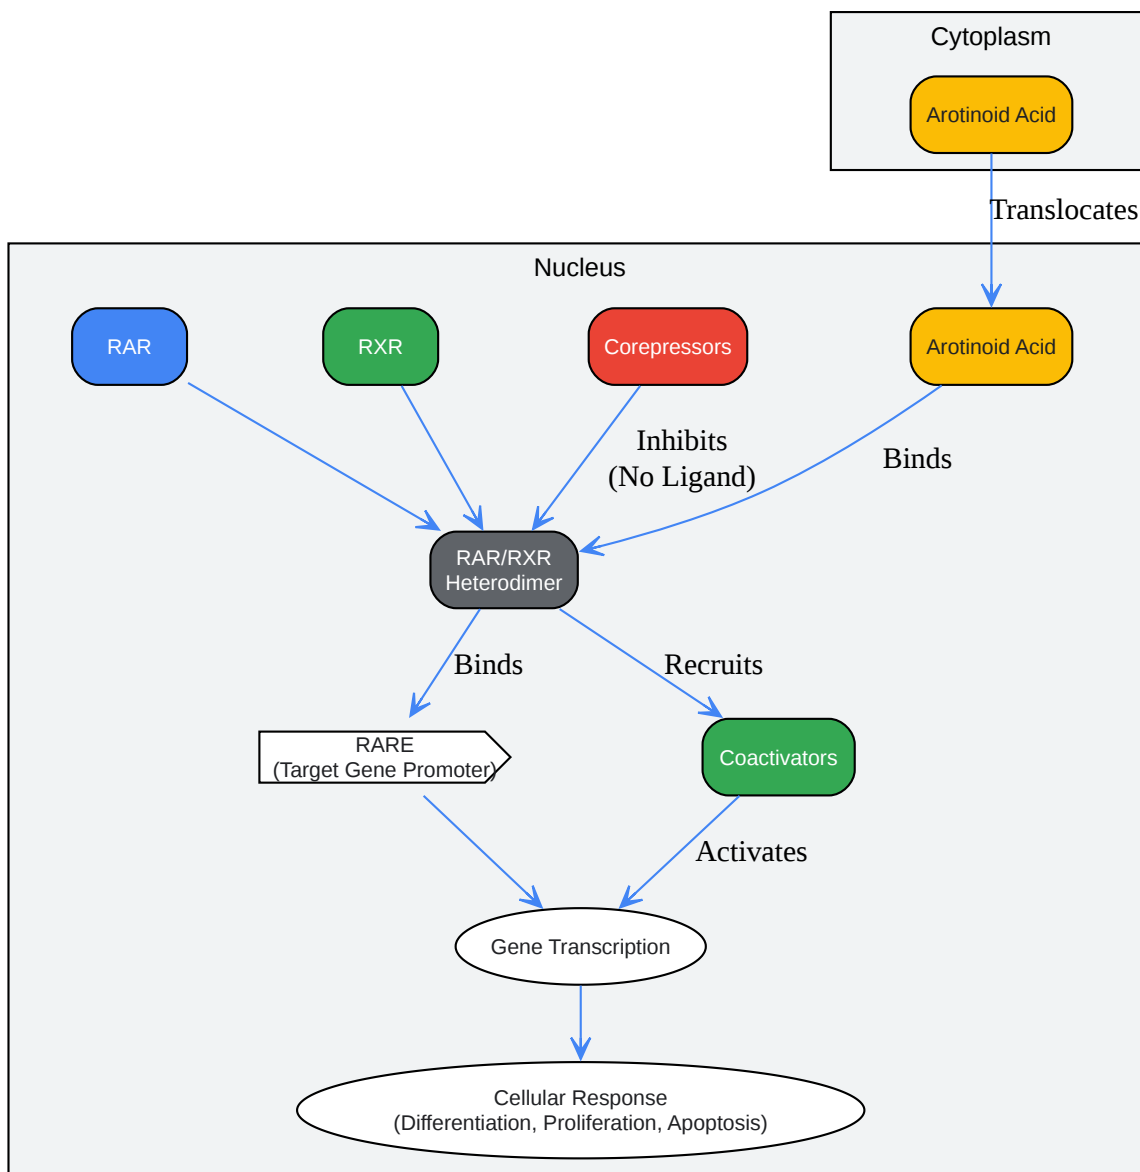 Cytoplasm
Arotinoid Acid
Translocates
Nucleus
RAR
RXR
Corepressors
Arotinoid Acid
Inhibits
(No Ligand)
Binds
RAR/RXR
Heterodimer
Binds
Recruits
RARE
(Target Gene Promoter)
Coactivators
Activates
Gene Transcription
Cellular Response
(Differentiation, Proliferation, Apoptosis)